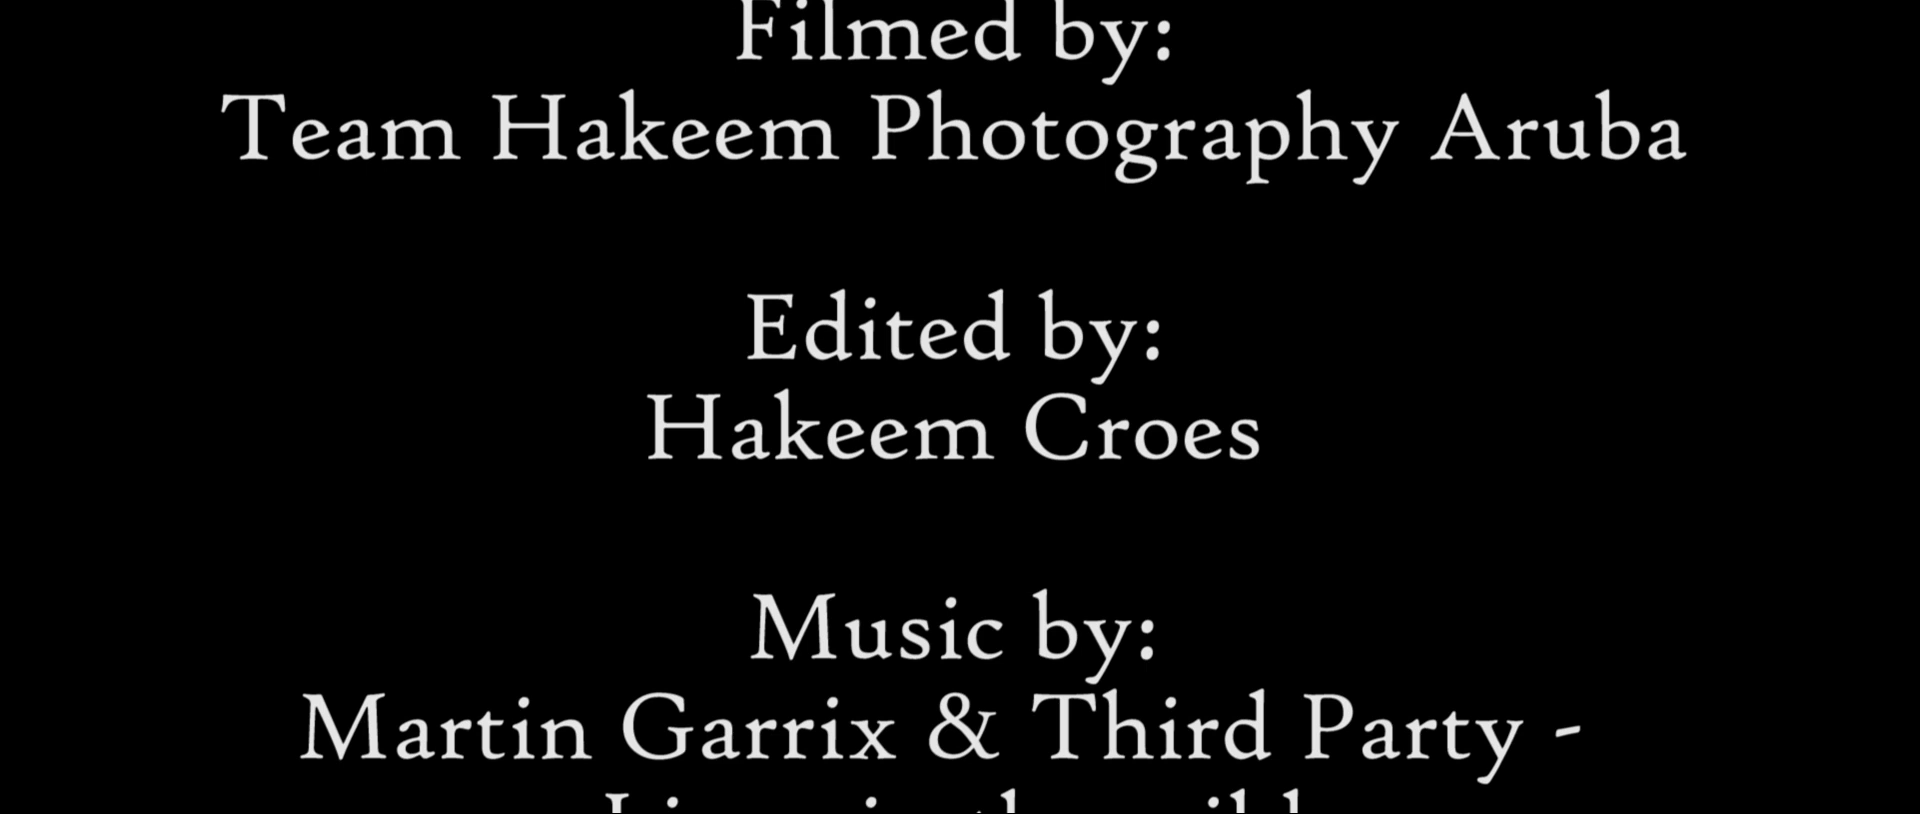 Filmed by:
Team Hakeem Photography Aruba
Edited by:
Hakeem Croes
Music by:
Martin Garrix & Third Party -